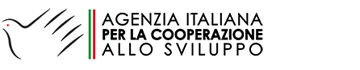 AGENZIA ITALIANA
PER LA COOPERAZIONE
ALLO SVILUPPO